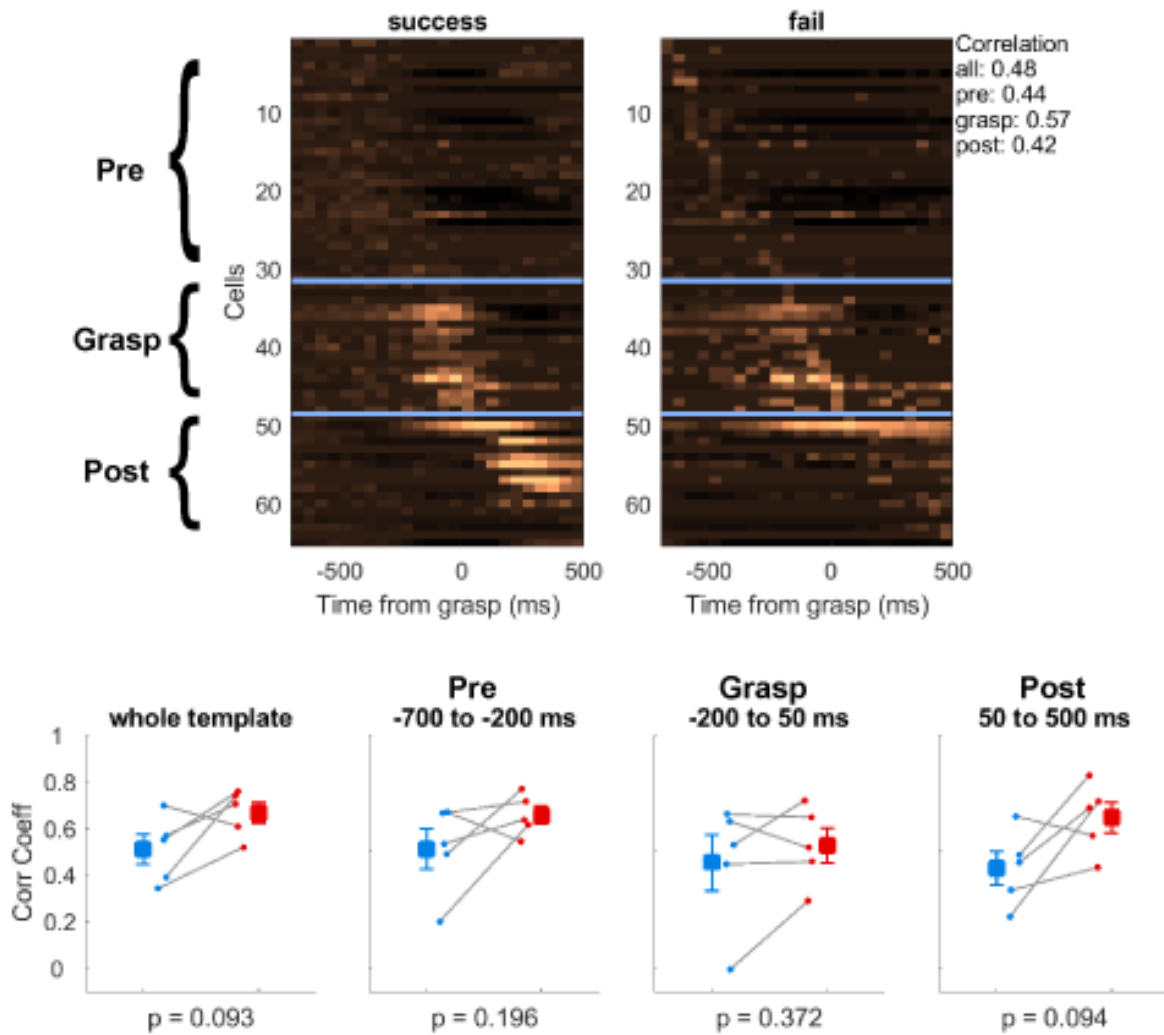 success
fail
Correlation
all: 0.48
pre: 0.44
grasp: 0.57
post: 0.42
Pre
Grasp
Post
Cells
10
20
30
40
50
60
-500 0 500
-500 0 500
Time from grasp (ms)
Time from grasp (ms)
10
20
30
40
50
60
whole template
Pre
-700 to -200 ms
Grasp
-200 to 50 ms
Post
50 to 500 ms
Corr Coeff
1
0.8
0.6
0.4
0.2
0
p = 0.093
p = 0.196
p = 0.372
p = 0.094